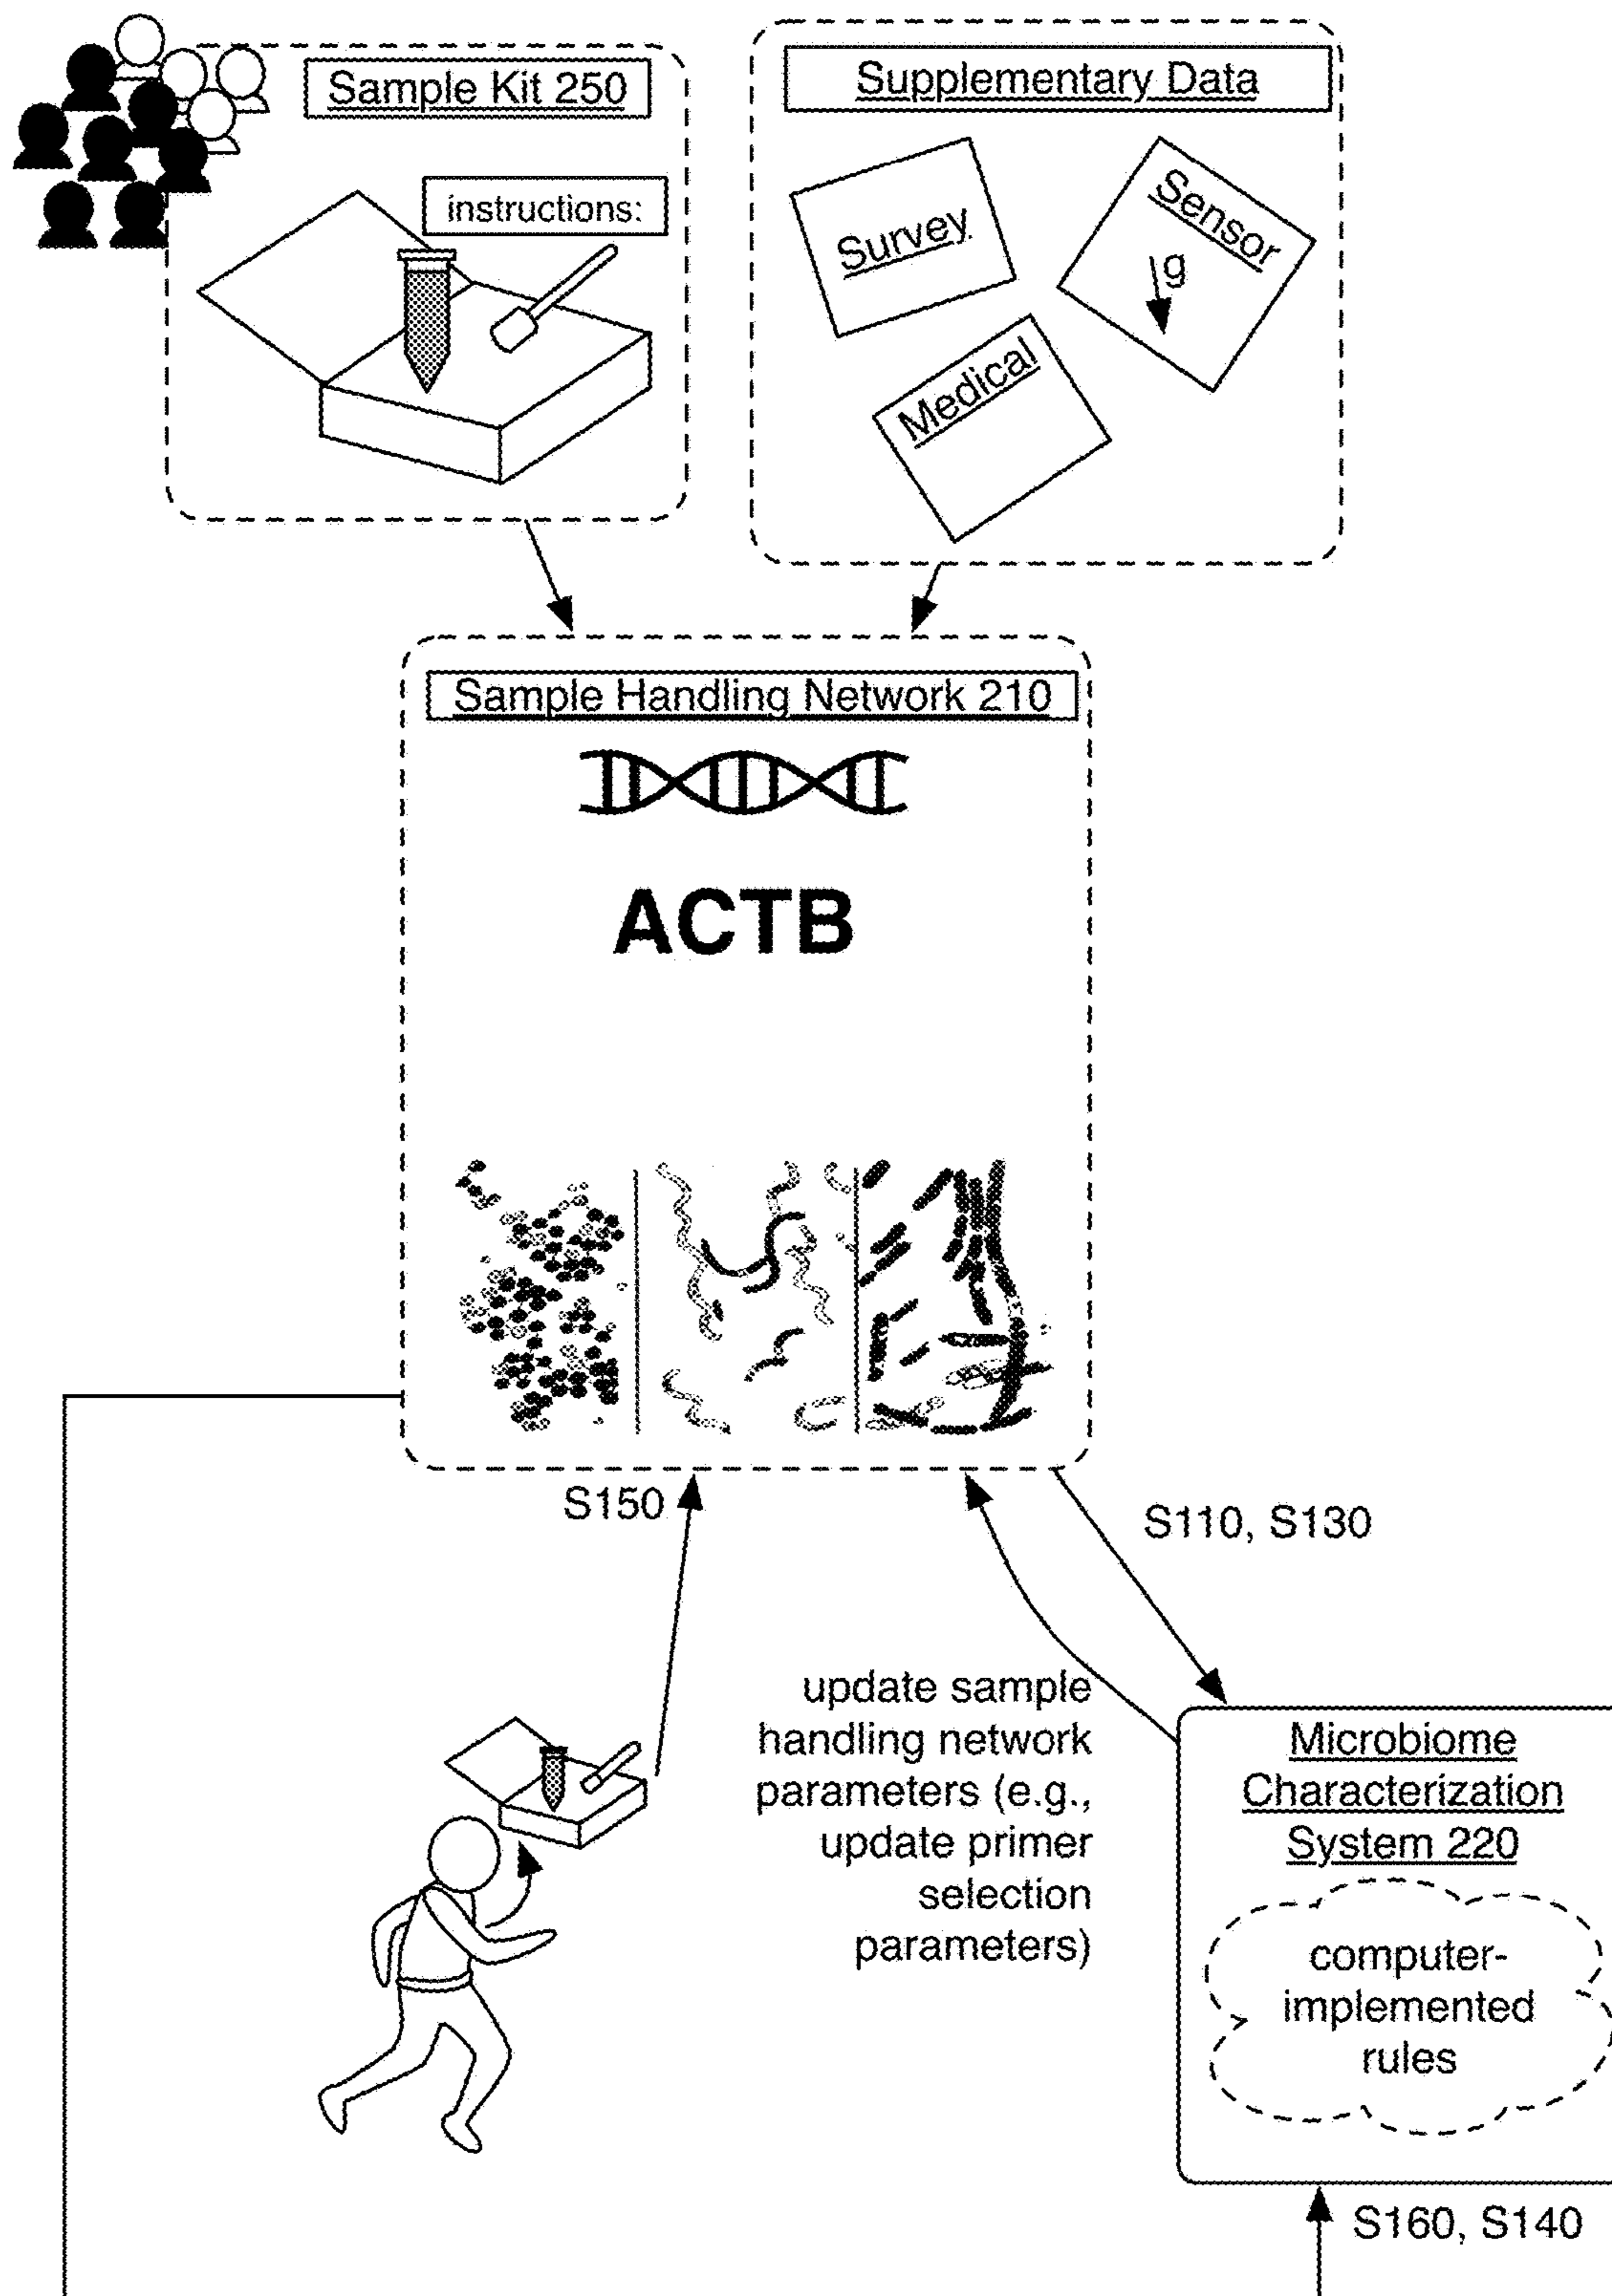 Sample Kit 250
instructions:
Supplementary Data
Survey
Sensor
g
Medical
Sample Handling Network 210
ACTB
S150
S110, S130
update sample
handling network
parameters (e.g.,
update primer
selection
parameters)
Microbiome
Characterization
System 220
computer-
implemented
rules
S160, S140